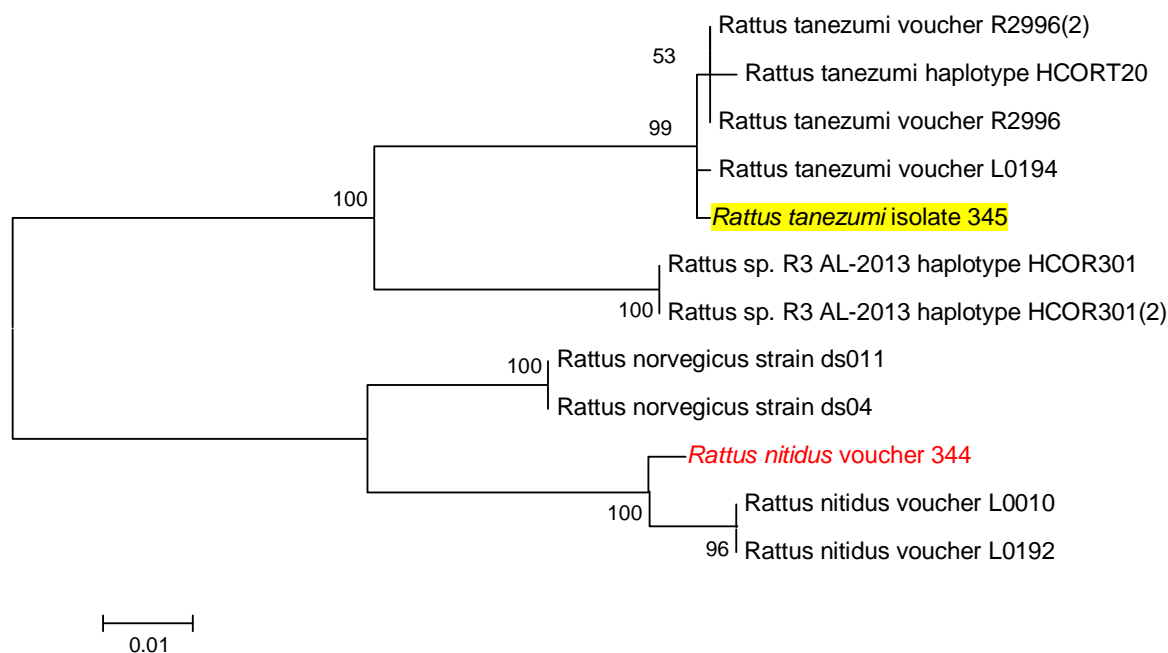 Rattus tanezumi voucher R2996(2)
53
Rattus tanezumi haplotype HCORT20
Rattus tanezumi voucher R2996
99
Rattus tanezumi voucher L0194
100
Rattus tanezumi isolate 345
Rattus sp. R3 AL-2013 haplotype HCOR301
100
Rattus sp. R3 AL-2013 haplotype HCOR301(2)
Rattus norvegicus strain ds011
100
Rattus norvegicus strain ds04
Rattus nitidus voucher 344
Rattus nitidus voucher L0010
100
96
Rattus nitidus voucher L0192
0.01